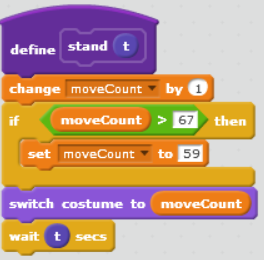 define stand t
change moveCount by 1
if moveCount > 67 then
set moveCount to 59
switch costume to moveCount
wait t secs